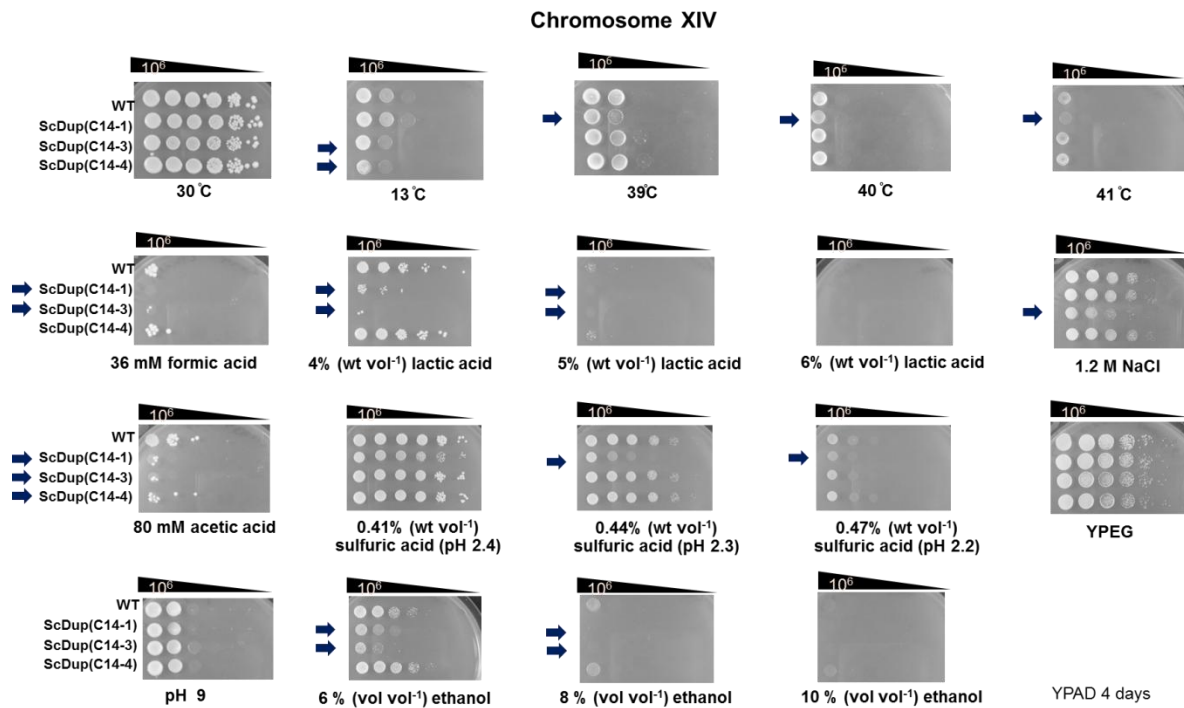 Chromosome XIV
10⁶ 10⁶ 10⁶ 10⁶ 10⁶
WT
ScDup(C14-1)
ScDup(C14-3)
ScDup(C14-4)
30 °C 13 °C 39°C 40 °C 41 °C
10⁶ 10⁶ 10⁶ 10⁶ 10⁶
WT
ScDup(C14-1)
ScDup(C14-3)
ScDup(C14-4)
36 mM formic acid 4% (wt vol⁻¹) lactic acid 5% (wt vol⁻¹) lactic acid 6% (wt vol⁻¹) lactic acid 1.2 M NaCl
10⁶ 10⁶ 10⁶ 10⁶ 10⁶
WT
ScDup(C14-1)
ScDup(C14-3)
ScDup(C14-4)
80 mM acetic acid 0.41% (wt vol⁻¹) 0.44% (wt vol⁻¹) 0.47% (wt vol⁻¹) YPEG
sulfuric acid (pH 2.4) sulfuric acid (pH 2.3) sulfuric acid (pH 2.2)
10⁶ 10⁶ 10⁶ 10⁶
WT
ScDup(C14-1)
ScDup(C14-3)
ScDup(C14-4)
pH 9 6 % (vol vol⁻¹) ethanol 8 % (vol vol⁻¹) ethanol 10 % (vol vol⁻¹) ethanol YPAD 4 days